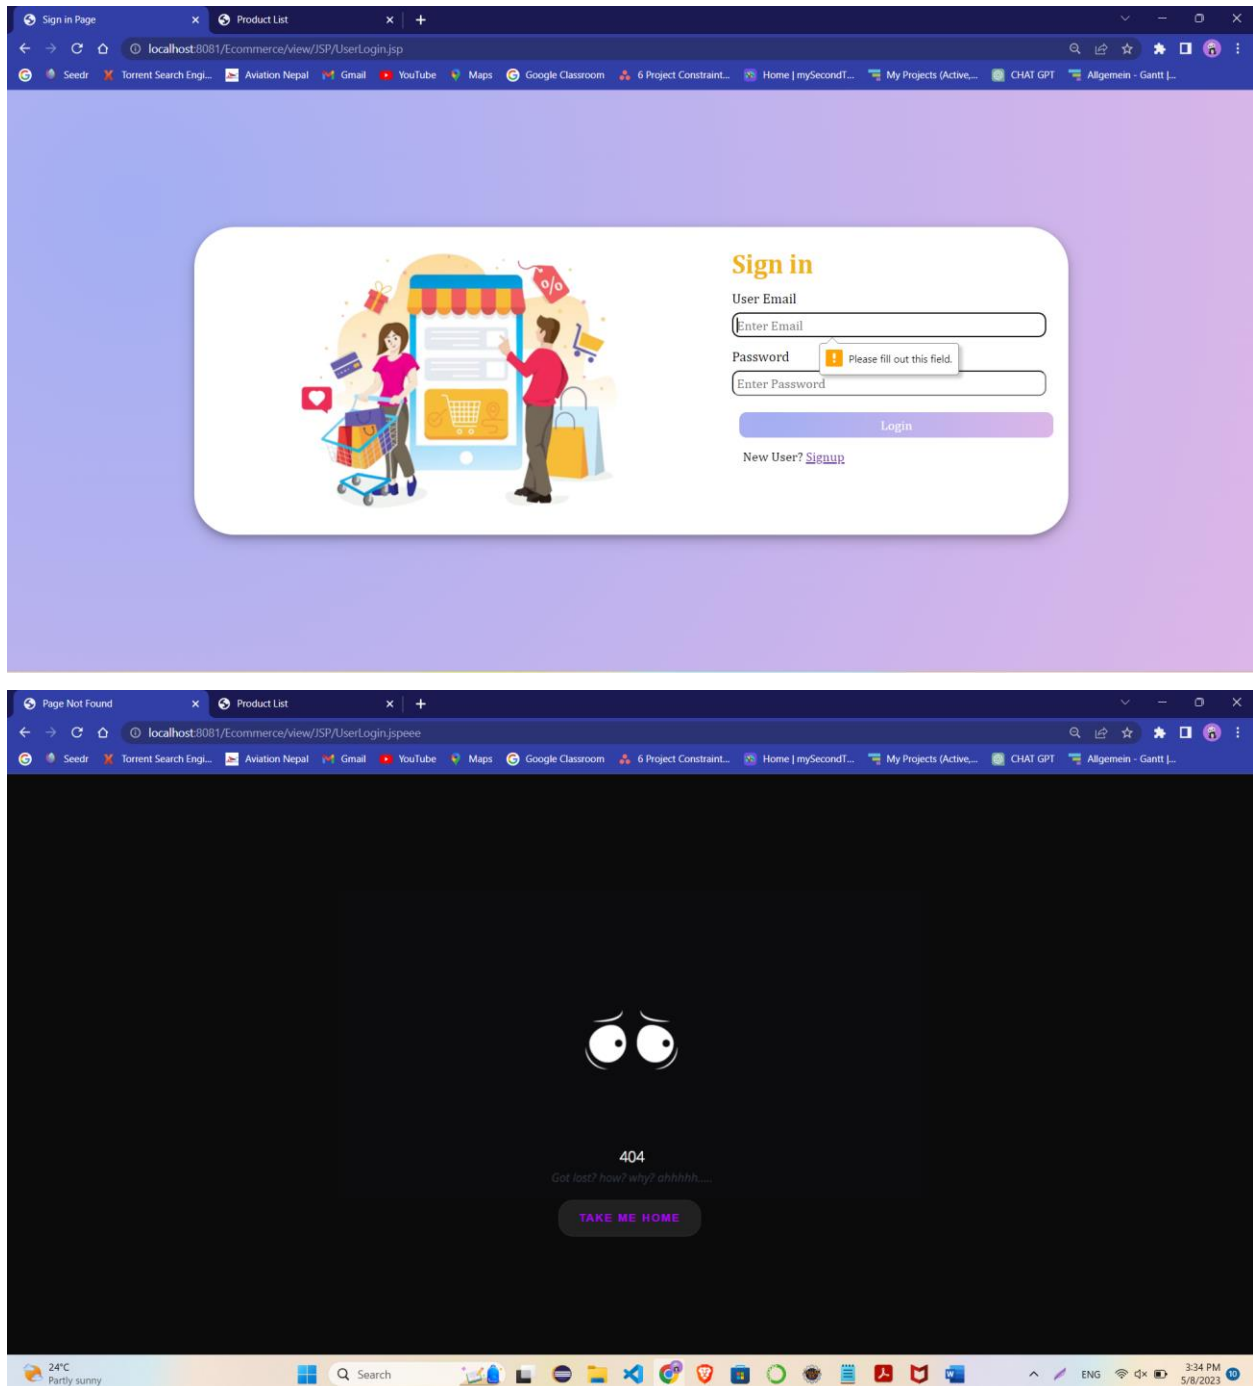 Sign in Page
Product List
localhost:8081/Ecommerce/view/JSP/UserLogin.jsp
Seedr Torrent Search Engi... Aviation Nepal Gmail YouTube Maps Google Classroom 6 Project Constraint... Home | mySecondT... My Projects (Active,... CHAT GPT Allgemein - Gantt |...
%
Sign in
User Email
Enter Email
Password
Please fill out this field.
Enter Password
Login
New User? Signup
Page Not Found
Product List
localhost:8081/Ecommerce/view/JSP/UserLogin.jspeee
Seedr Torrent Search Engi... Aviation Nepal Gmail YouTube Maps Google Classroom 6 Project Constraint... Home | mySecondT... My Projects (Active,... CHAT GPT Allgemein - Gantt |...
404
Got lost? how? why? ahhhhh.....
TAKE ME HOME
24°C
Partly sunny
Search
ENG
3:34 PM
5/8/2023
10